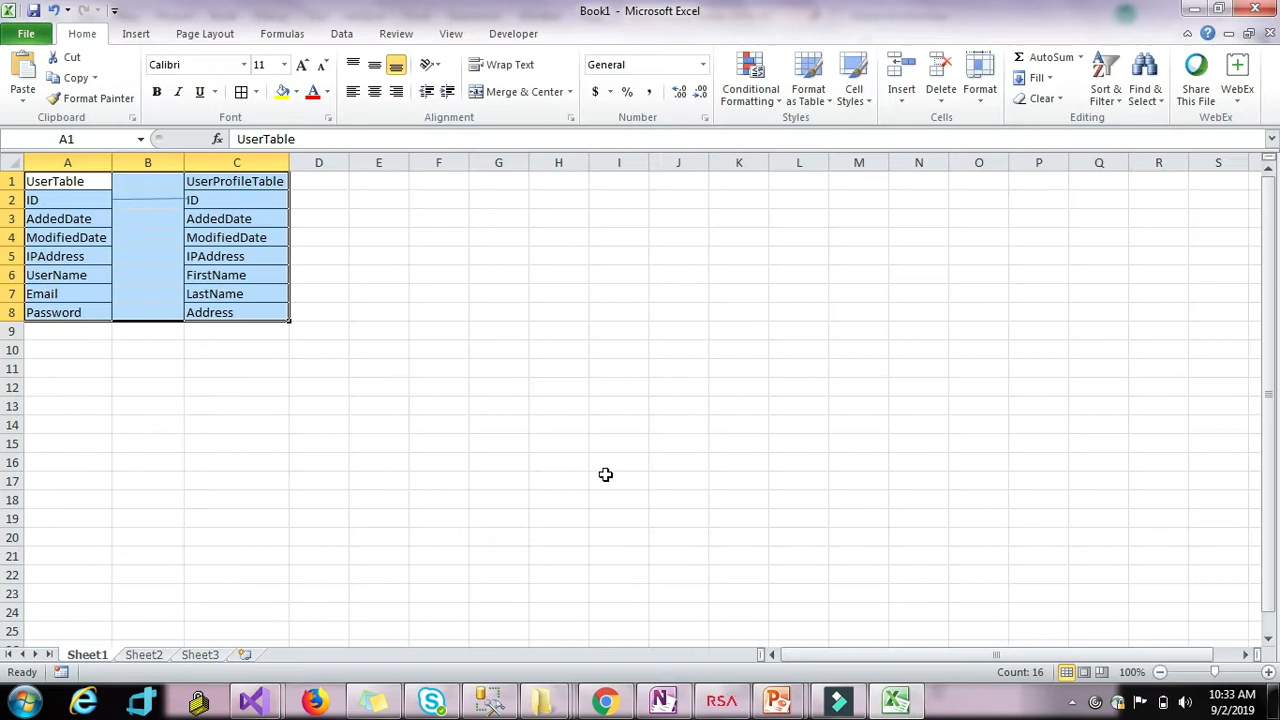 Book1 - Microsoft Excel
File Home Insert Page Layout Formulas Data Review View Developer
Paste
Cut
Copy
Format Painter
Clipboard
Calibri 11
B I U
Font
Wrap Text
Merge & Center
Alignment
General
$ % ,
Number
Conditional Formatting
Format as Table
Cell Styles
Styles
Insert Delete Format
Cells
AutoSum
Fill
Clear
Sort & Filter
Find & Select
Editing
Share This File
WebEx
WebEx
A1 fx UserTable
A B C D E F G H I J K L M N O P Q R S
1 UserTable UserProfileTable
2 ID ID
3 AddedDate AddedDate
4 ModifiedDate ModifiedDate
5 IPAddress IPAddress
6 UserName FirstName
7 Email LastName
8 Password Address
9
10
11
12
13
14
15
16
17
18
19
20
21
22
23
24
25
Sheet1 Sheet2 Sheet3
Ready Count: 16 100%
RSA
10:33 AM
9/2/2019